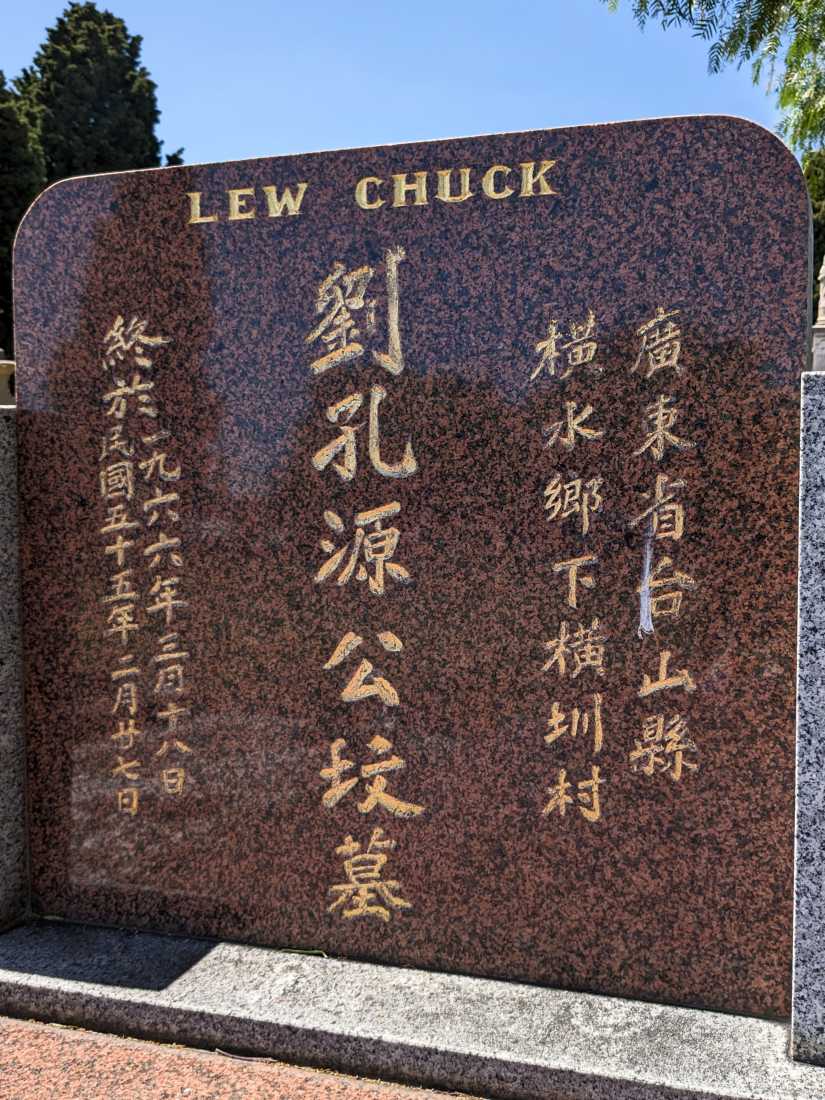 LEW CHUCK
廣東省台山縣
橫水鄉下橫圳村
劉孔源公坟墓
終於
一九六六年三月十八日
民國五十五年二月廿七日